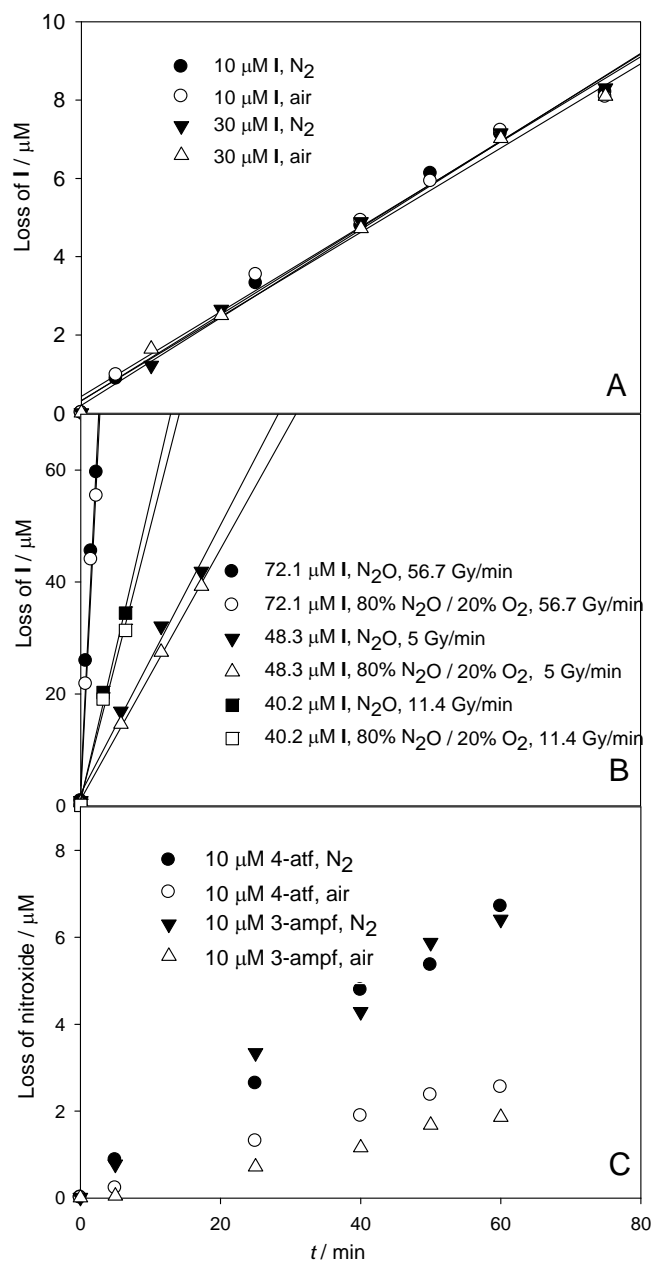 10
8
6
4
2
0
Loss of I / μM
10 μM I, N2
10 μM I, air
30 μM I, N2
30 μM I, air
A
60
40
20
0
Loss of I / μM
72.1 μM I, N2O, 56.7 Gy/min
72.1 μM I, 80% N2O / 20% O2, 56.7 Gy/min
48.3 μM I, N2O, 5 Gy/min
48.3 μM I, 80% N2O / 20% O2, 5 Gy/min
40.2 μM I, N2O, 11.4 Gy/min
40.2 μM I, 80% N2O / 20% O2, 11.4 Gy/min
B
8
6
4
2
0
Loss of nitroxide / μM
10 μM 4-atf, N2
10 μM 4-atf, air
10 μM 3-ampf, N2
10 μM 3-ampf, air
C
0 20 40 60 80
t / min